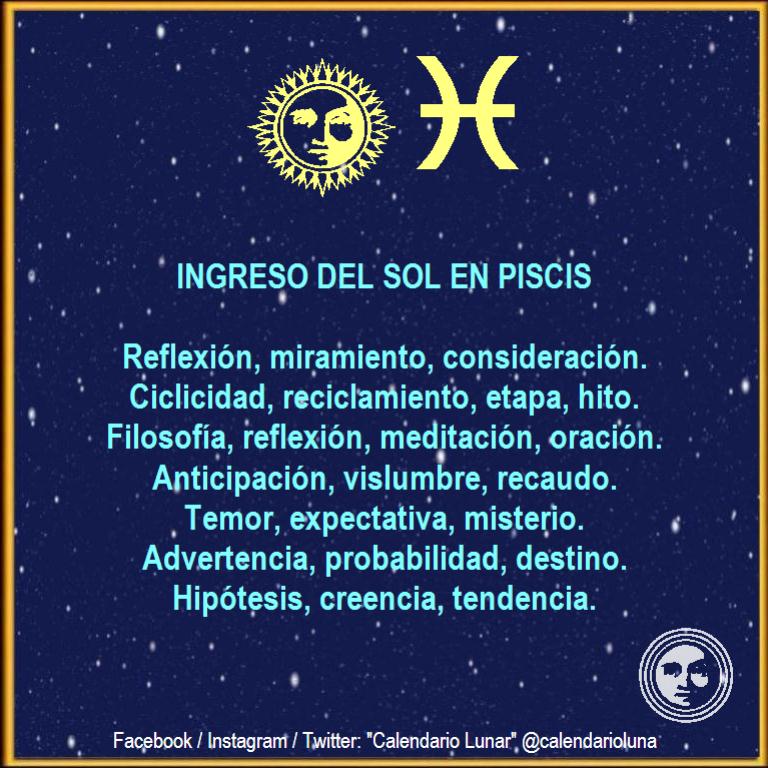 INGRESO DEL SOL EN PISCIS
Reflexión, miramiento, consideración.
Ciclicidad, reciclamiento, etapa, hito.
Filosofía, reflexión, meditación, oración.
Anticipación, vislumbre, recaudo.
Temor, expectativa, misterio.
Advertencia, probabilidad, destino.
Hipótesis, creencia, tendencia.
Facebook / Instagram / Twitter: "Calendario Lunar" @calendarioluna